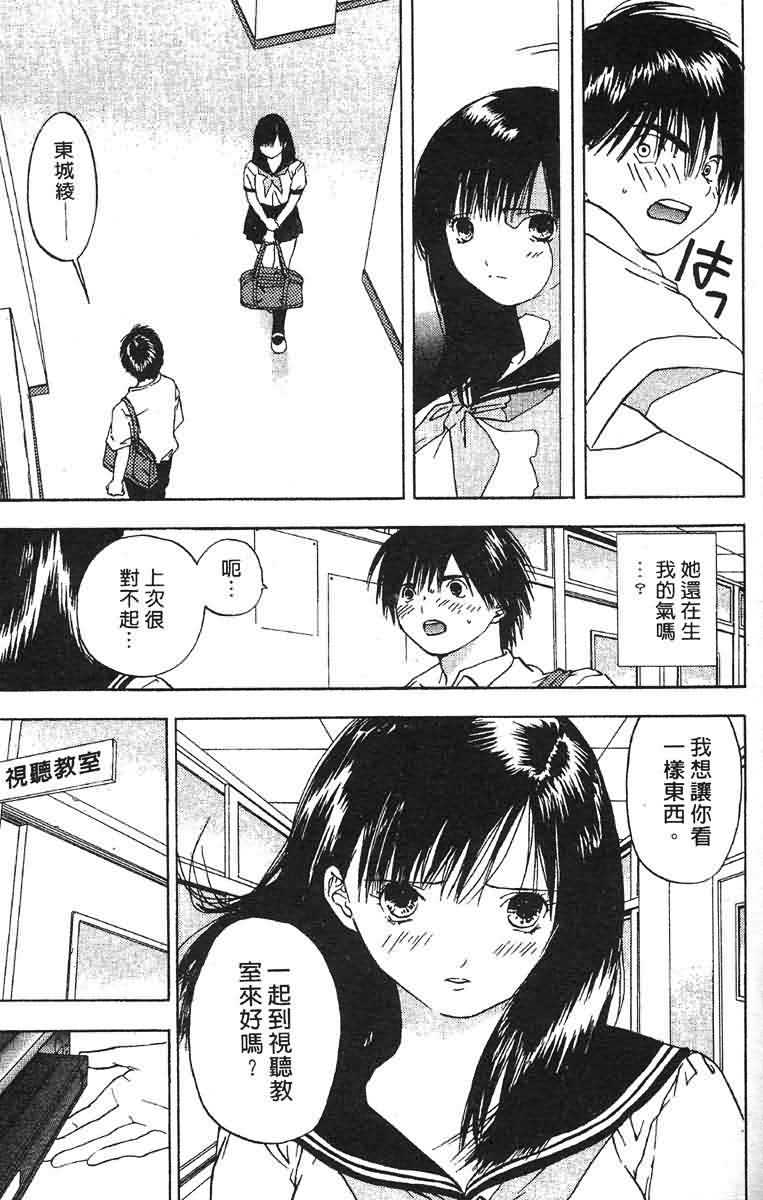 はっ
東城綾——
她還在生
我的氣嗎
…?
呃…
上次很
對不起…
我想讓你看
一樣東西。
一起到視聽教
室來好嗎?
視聽教室